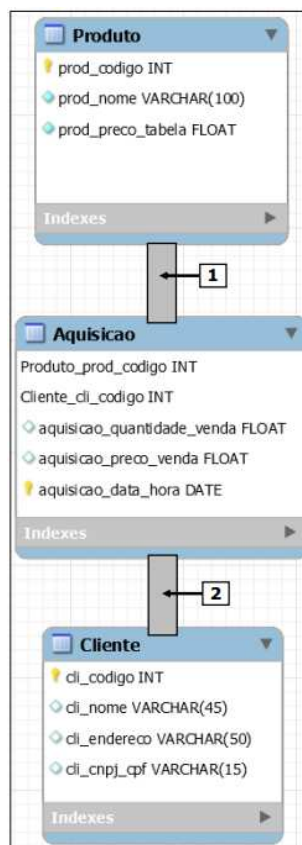 Produto
prod_codigo INT
prod_nome VARCHAR(100)
prod_preco_tabela FLOAT
Indexes
1
Aquisicao
Produto_prod_codigo INT
Cliente_cli_codigo INT
aquisicao_quantidade_venda FLOAT
aquisicao_preco_venda FLOAT
aquisicao_data_hora DATE
Indexes
2
Cliente
cli_codigo INT
cli_nome VARCHAR(45)
cli_endereco VARCHAR(50)
cli_cnpj_cpf VARCHAR(15)
Indexes